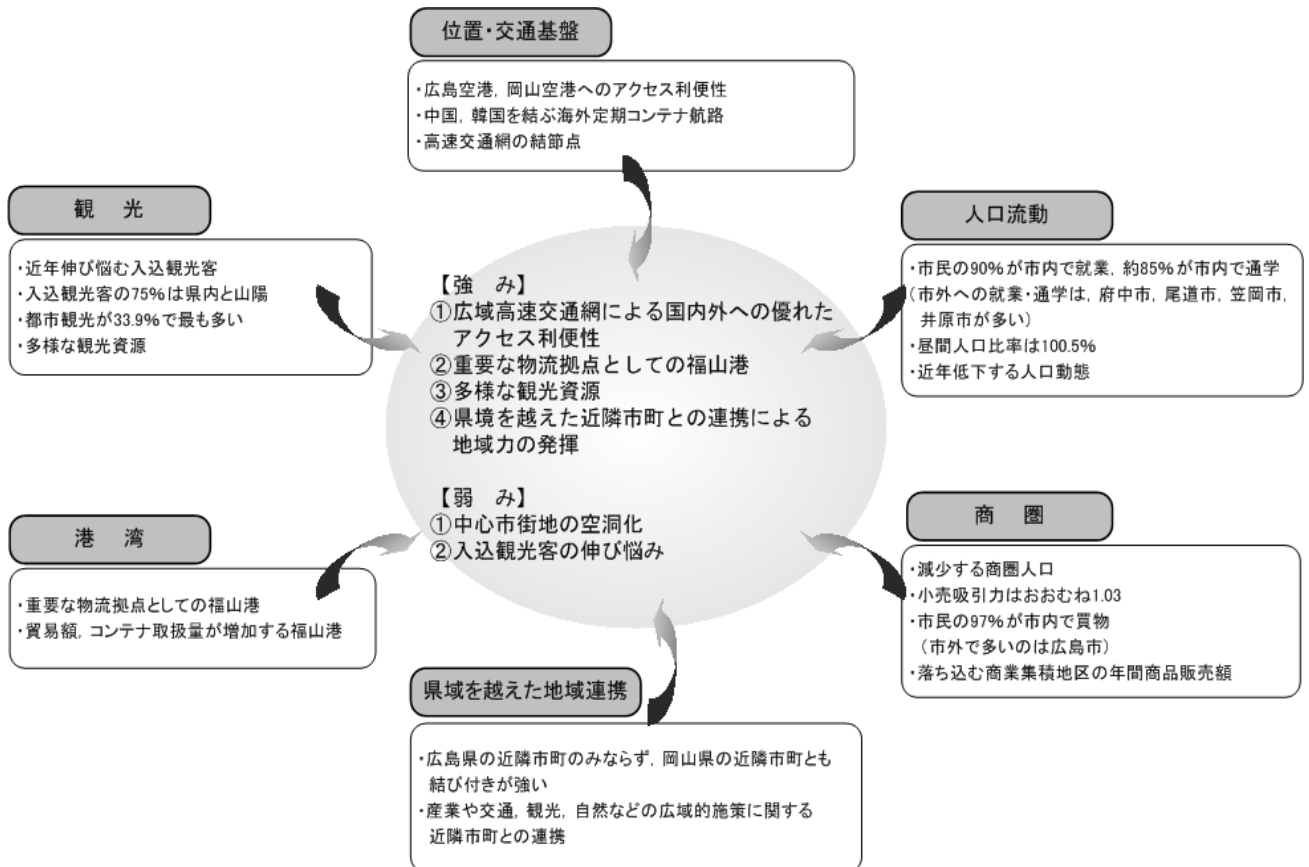 位置・交通基盤
・広島空港，岡山空港へのアクセス利便性
・中国，韓国を結ぶ海外定期コンテナ航路
・高速交通網の結節点
観　光
・近年伸び悩む入込観光客
・入込観光客の75%は県内と山陽
・都市観光が33.9%で最も多い
・多様な観光資源
人口流動
・市民の90%が市内で就業，約85%が市内で通学
（市外への就業・通学は，府中市，尾道市，笠岡市，
井原市が多い）
・昼間人口比率は100.5%
・近年低下する人口動態
【強　み】
①広域高速交通網による国内外への優れた
アクセス利便性
②重要な物流拠点としての福山港
③多様な観光資源
④県境を越えた近隣市町との連携による
地域力の発揮
【弱　み】
①中心市街地の空洞化
②入込観光客の伸び悩み
港　湾
・重要な物流拠点としての福山港
・貿易額，コンテナ取扱量が増加する福山港
商　圏
・減少する商圏人口
・小売吸引力はおおむね1.03
・市民の97%が市内で買物
（市外で多いのは広島市）
・落ち込む商業集積地区の年間商品販売額
県域を越えた地域連携
・広島県の近隣市町のみならず，岡山県の近隣市町とも
結び付きが強い
・産業や交通，観光，自然などの広域的施策に関する
近隣市町との連携